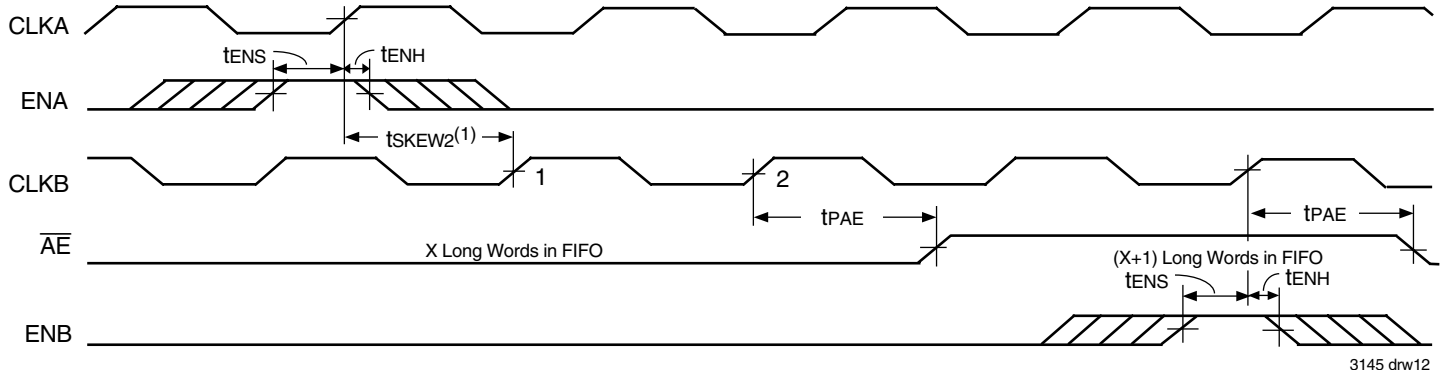 CLKA
tENS
tENH
ENA
tSKEW2(1)
CLKB
1
2
tPAE
tPAE
AE
X Long Words in FIFO
(X+1) Long Words in FIFO
tENS
tENH
ENB
3145 drw12